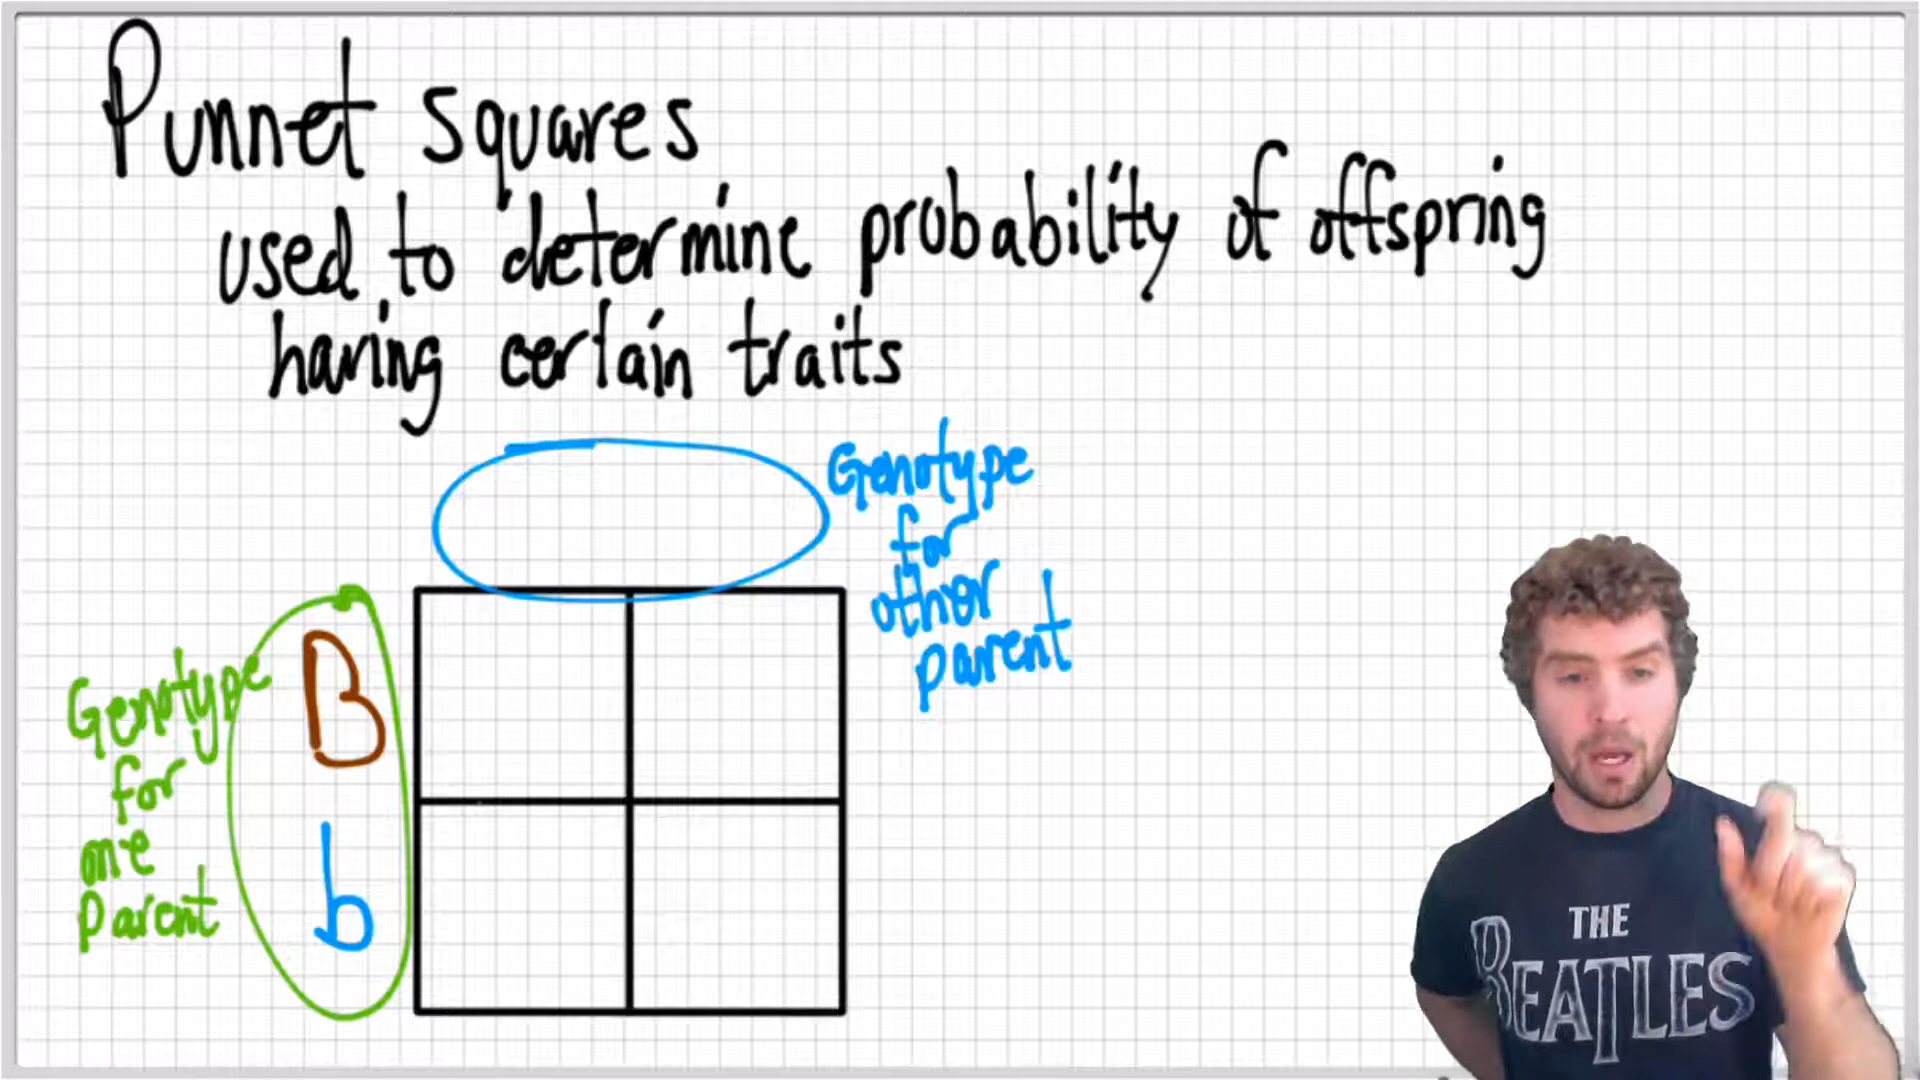 Punnet squares
used to determine probability of offspring
having certain traits
Genotype
for
other
parent
Genotype
for
one
parent
B
b
THE
BEATLES